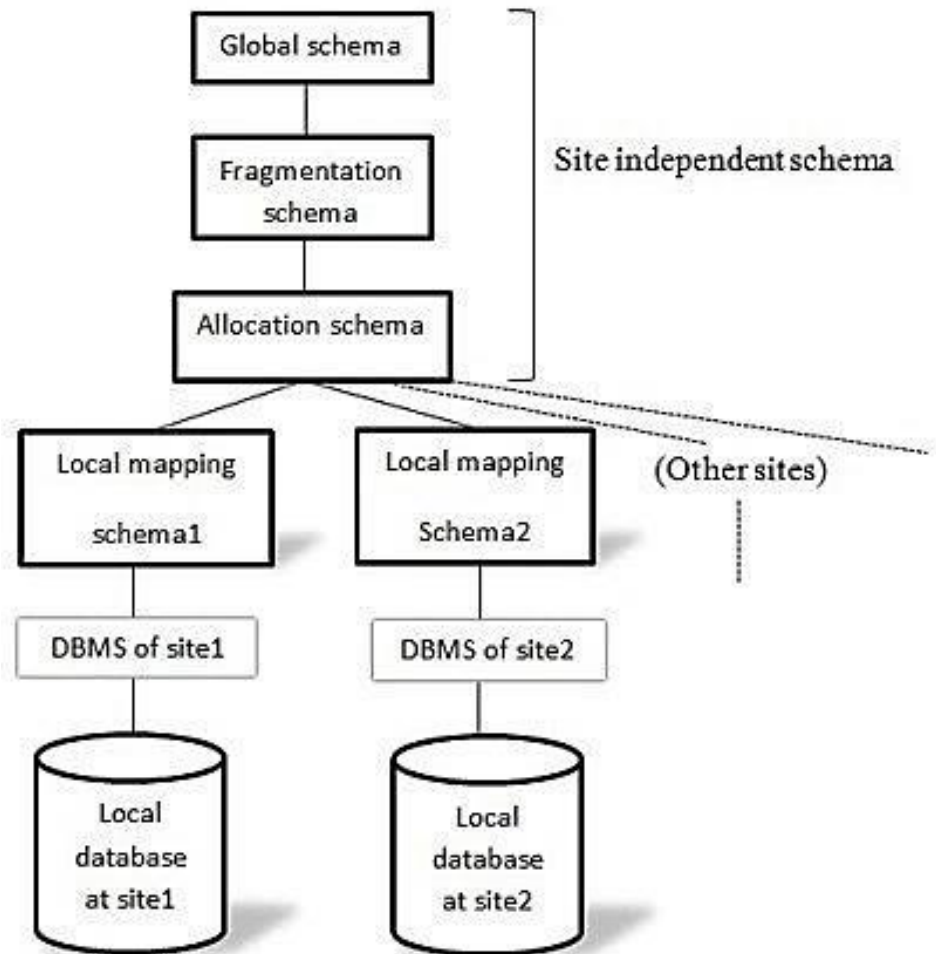 Global schema
Fragmentation
schema
Site independent schema
Allocation schema
Local mapping
schema1
Local mapping
Schema2
(Other sites)
DBMS of site1
DBMS of site2
Local
database
at site1
Local
database
at site2